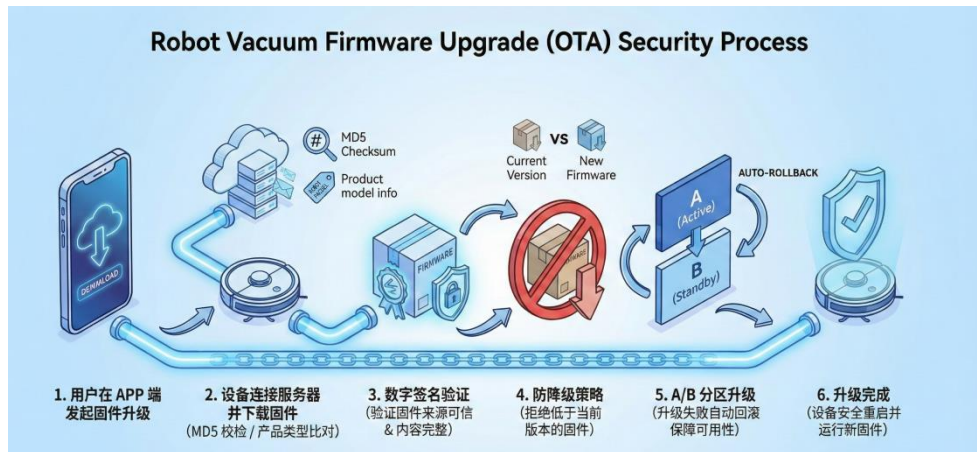 Robot Vacuum Firmware Upgrade (OTA) Security Process
#
MD5
Checksum
Product
model info
VS
Current
Version
New
Firmware
AUTO-ROLLBACK
A
(Active)
B
(Standby)
FIRMWARE
1. 用户在 APP 端
发起固件升级
2. 设备连接服务器
并下载固件
(MD5 校检 / 产品类型比对)
3. 数字签名验证
(验证固件来源可信
& 内容完整)
4. 防降级策略
(拒绝低于当前
版本的固件)
5. A/B 分区升级
(升级失败自动回滚
保障可用性)
6. 升级完成
(设备安全重启并
运行新固件)